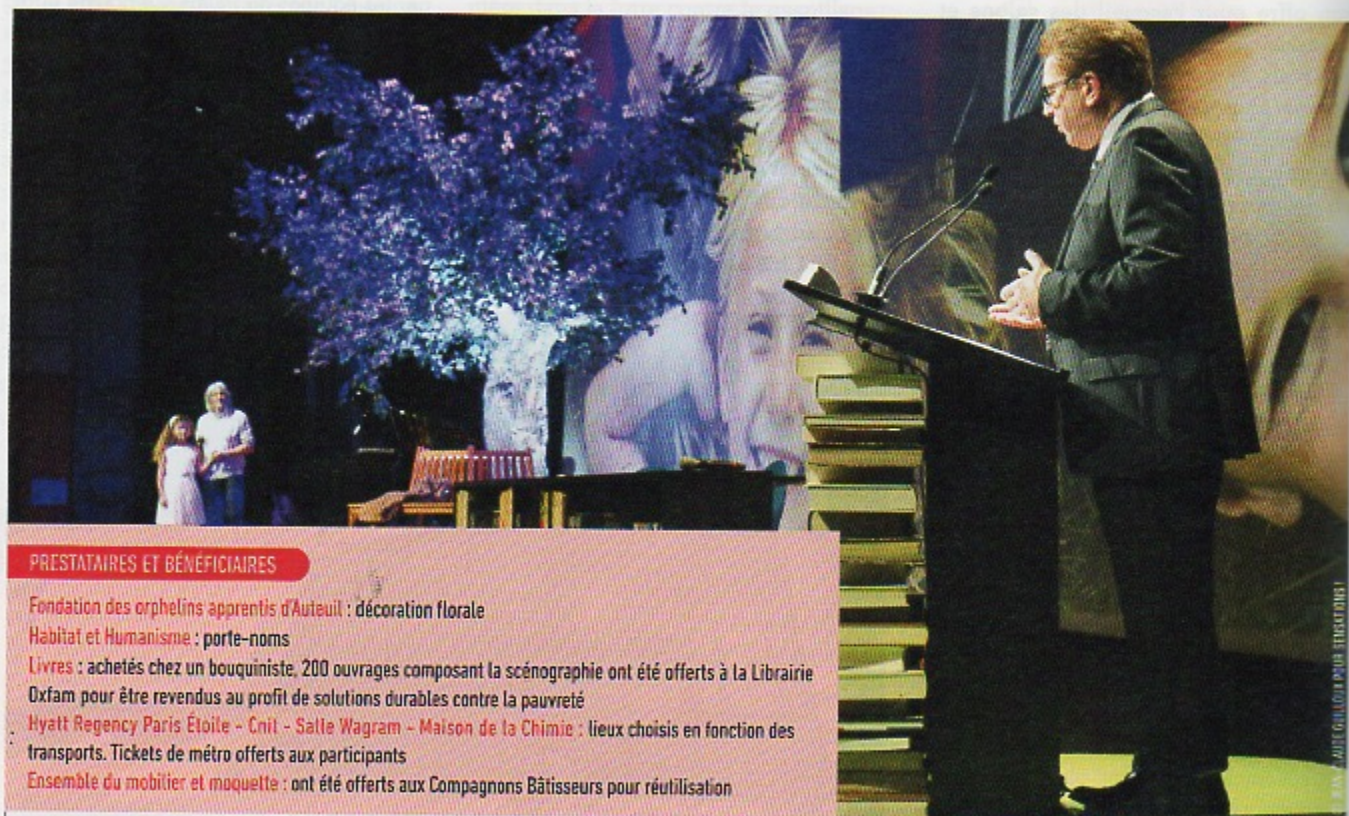 PRESTATAIRES ET BÉNÉFICIAIRES
Fondation des orphelins apprentis d'Auteuil : décoration florale
Habitat et Humanisme : porte-noms
Livres : achetés chez un bouquiniste, 200 ouvrages composant la scénographie ont été offerts à la Librairie
Oxfam pour être revendus au profit de solutions durables contre la pauvreté
Hyatt Regency Paris Étoile - Cnit - Salle Wagram - Maison de la Chimie : lieux choisis en fonction des
transports. Tickets de métro offerts aux participants
Ensemble du mobilier et moquette : ont été offerts aux Compagnons Bâtisseurs pour réutilisation
POUR SENSATIONS !